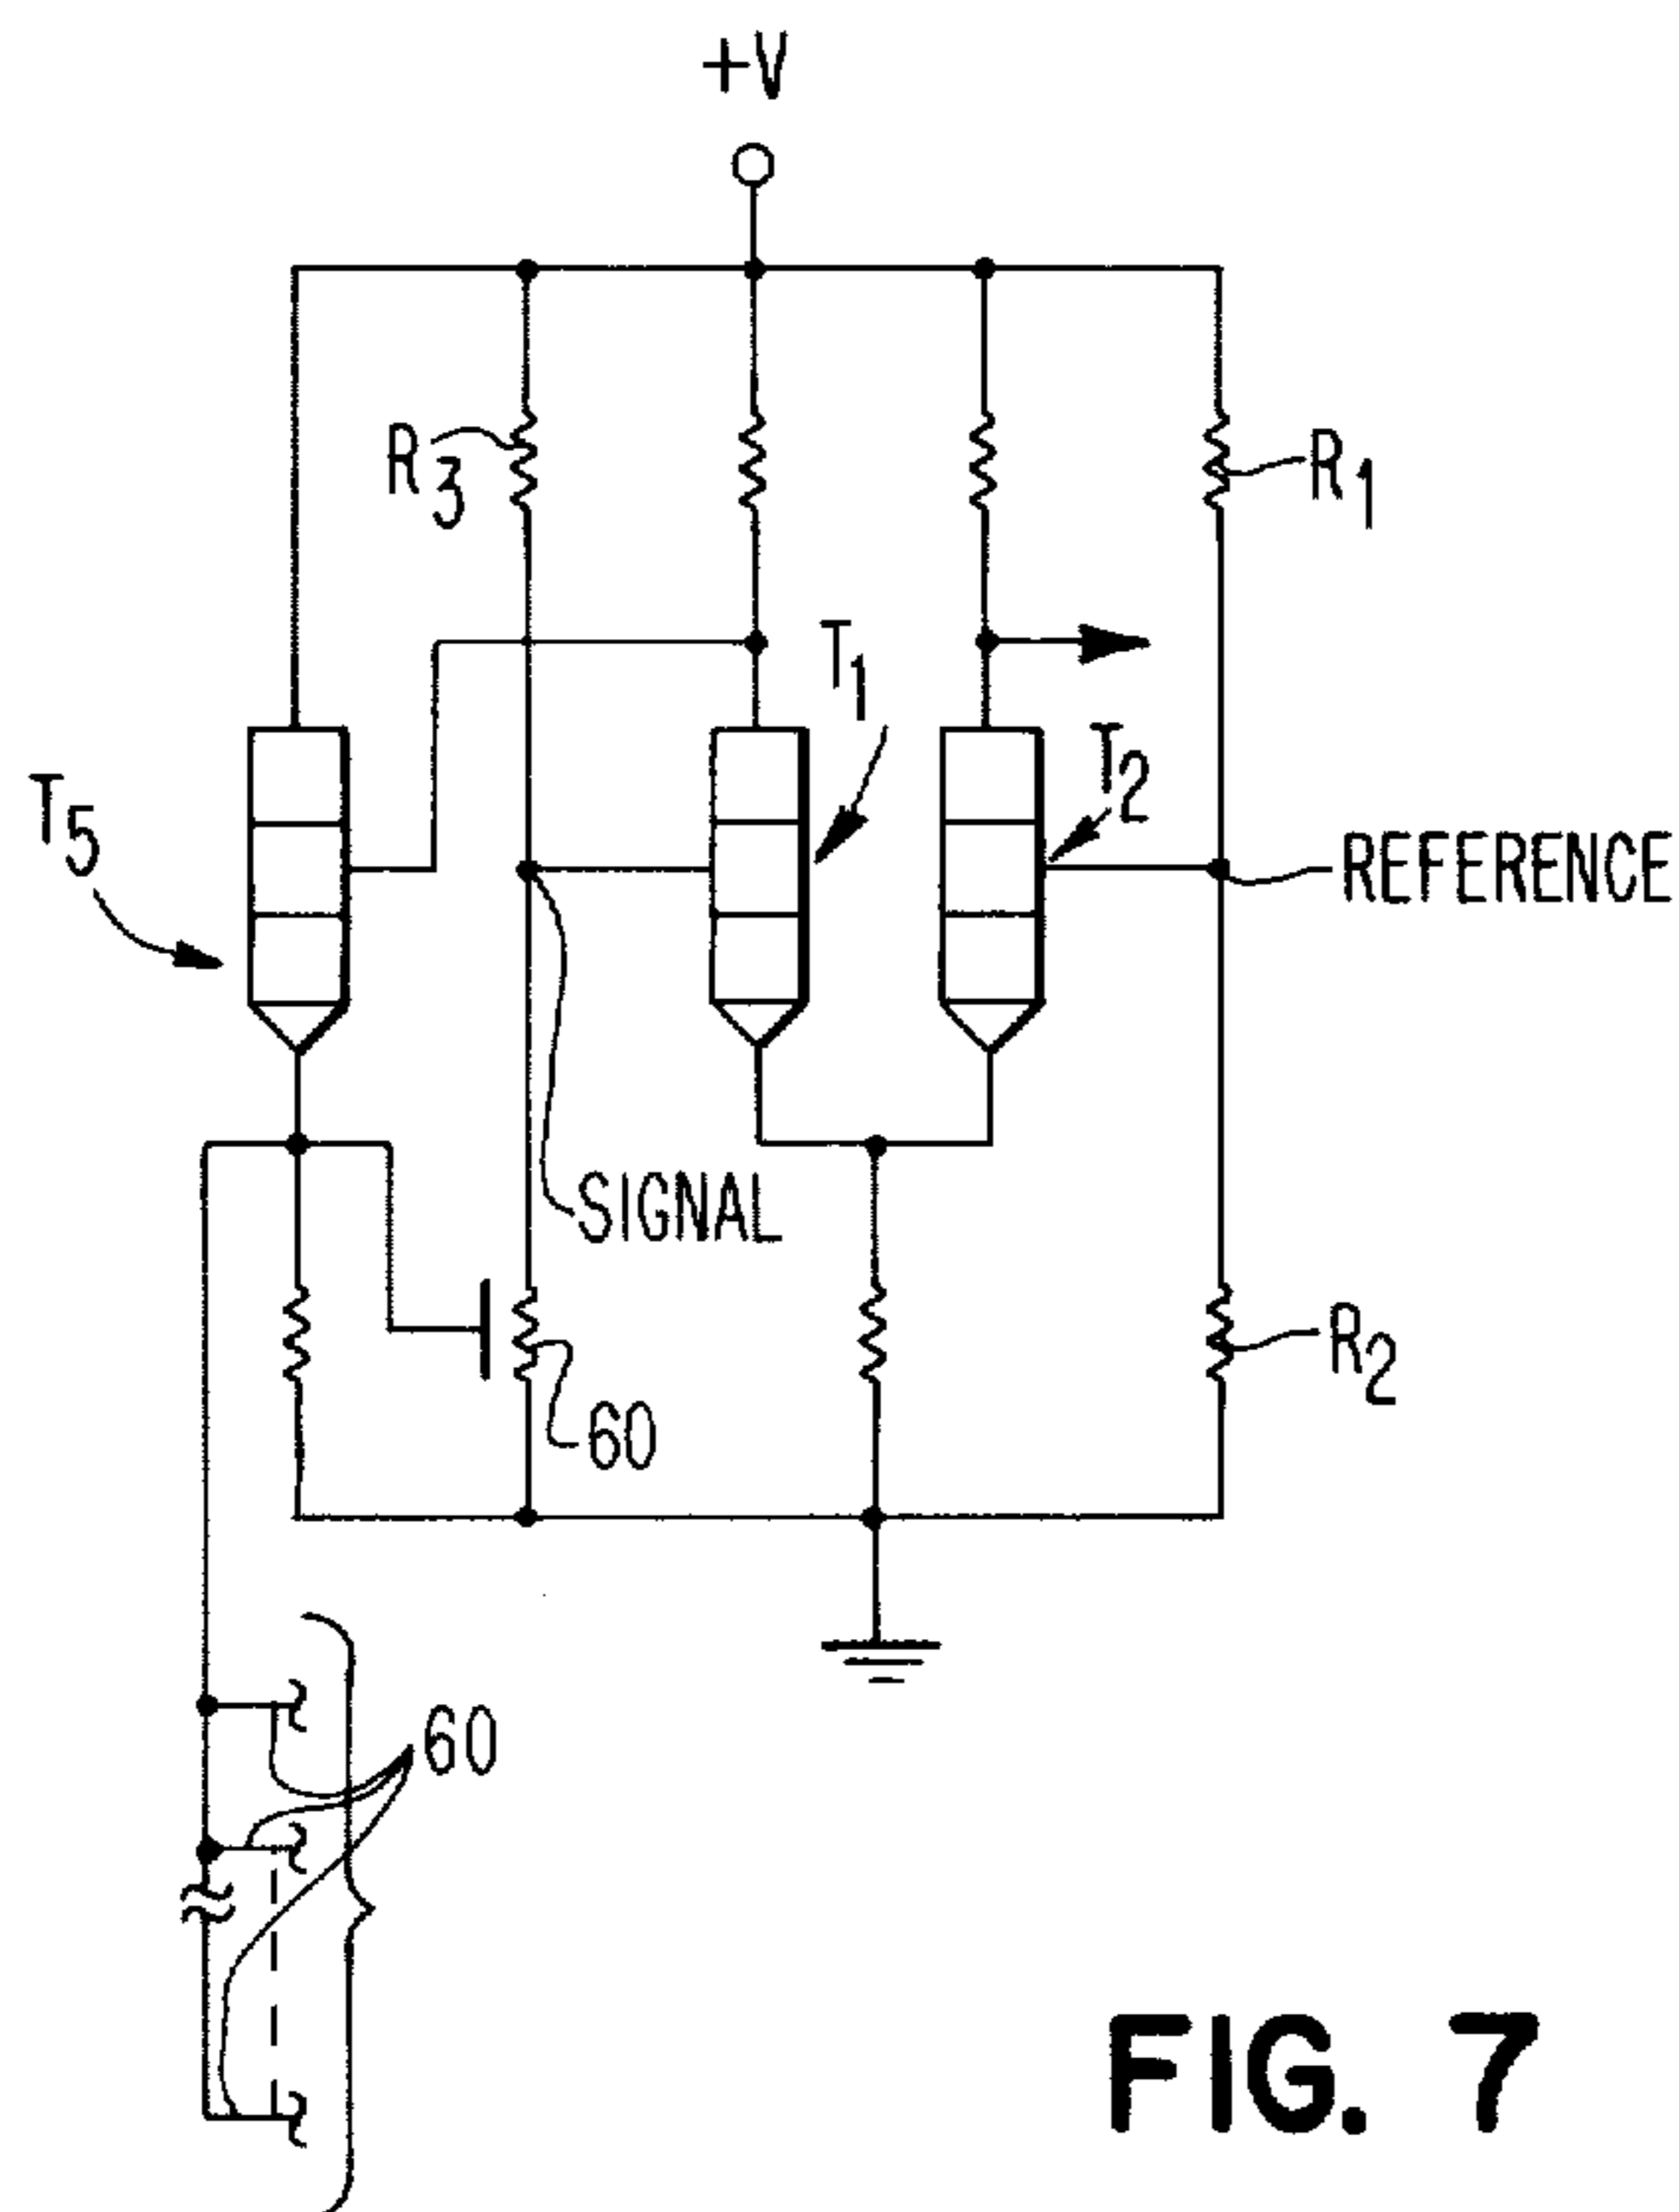 +V
R3
R1
T1
T2
T5
REFERENCE
SIGNAL
R2
60
60
FIG. 7